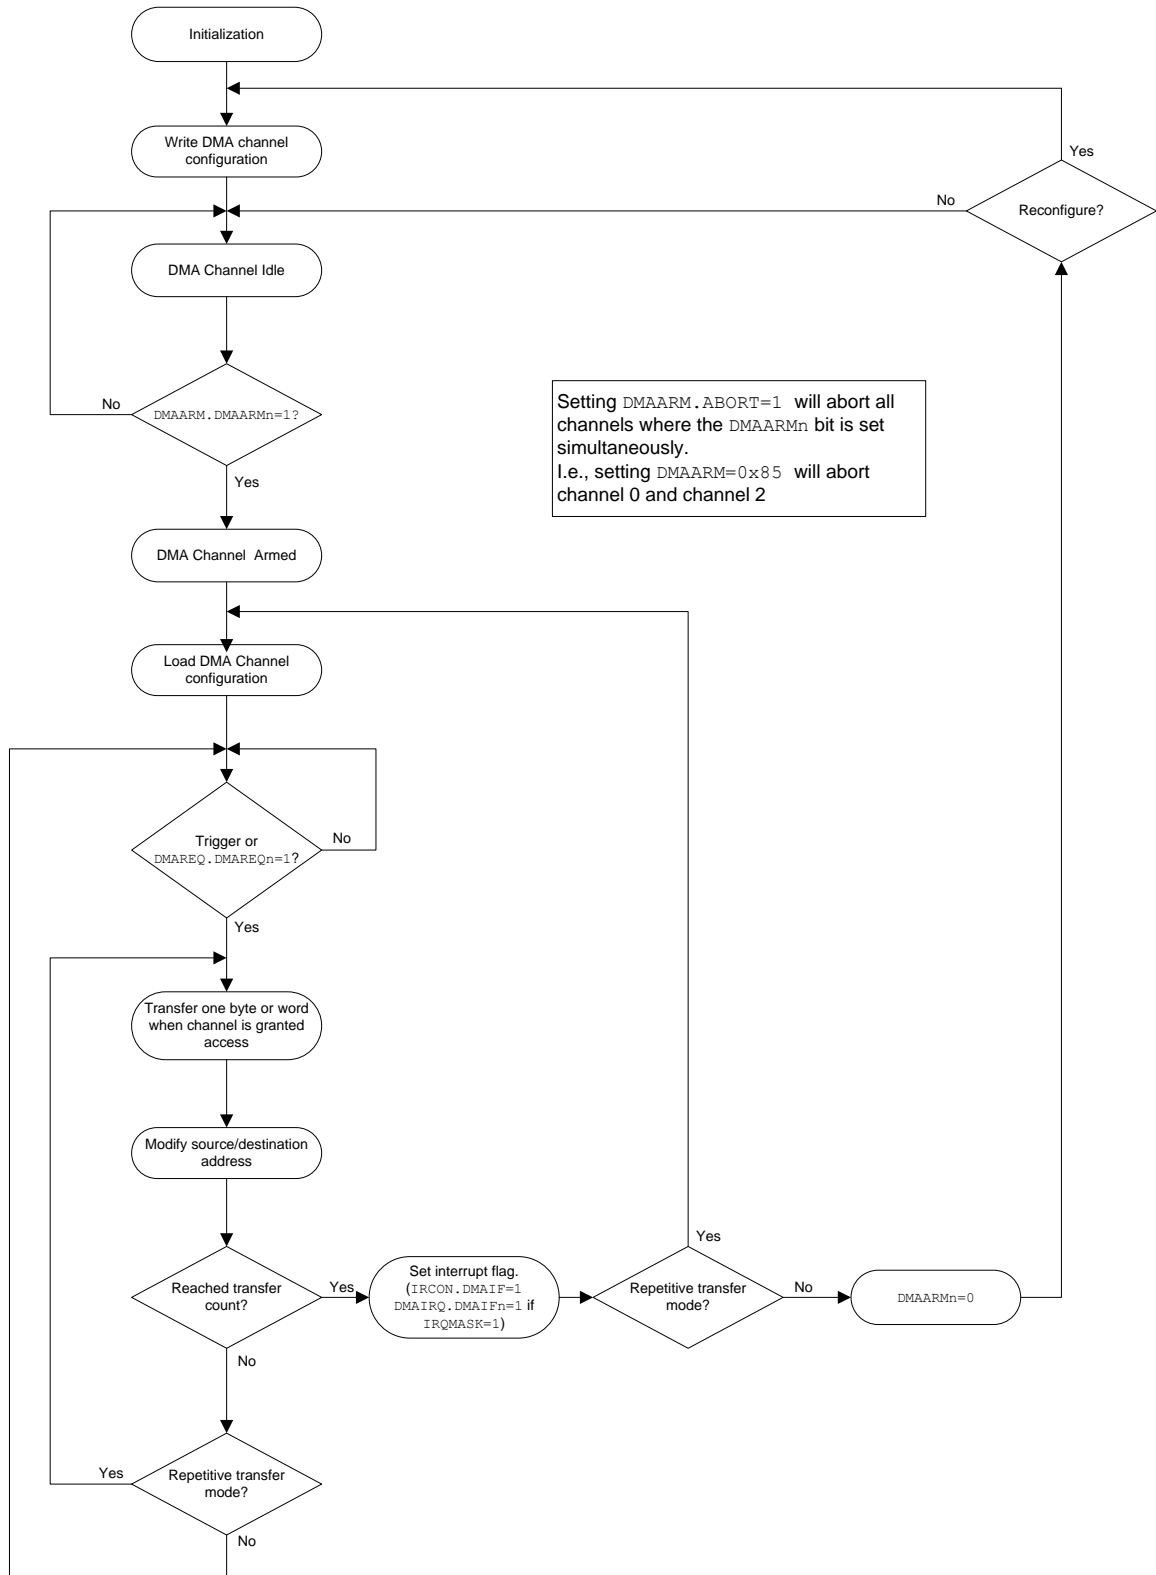 Initialization
Write DMA channel
configuration
Yes
No
Reconfigure?
DMA Channel Idle
No
DMAARM.DMAARMn=1?
Yes
Setting DMAARM.ABORT=1 will abort all
channels where the DMAARMn bit is set
simultaneously.
I.e., setting DMAARM=0x85 will abort
channel 0 and channel 2
DMA Channel Armed
Load DMA Channel
configuration
Trigger or
DMAREQ.DMAREQn=1?
No
Yes
Transfer one byte or word
when channel is granted
access
Modify source/destination
address
Reached transfer
count?
Yes
No
Set interrupt flag.
(IRCON.DMAIF=1
DMAIRQ.DMAIFn=1 if
IRQMASK=1)
Yes
Repetitive transfer
mode?
No
DMAARMn=0
Yes
Repetitive transfer
mode?
No